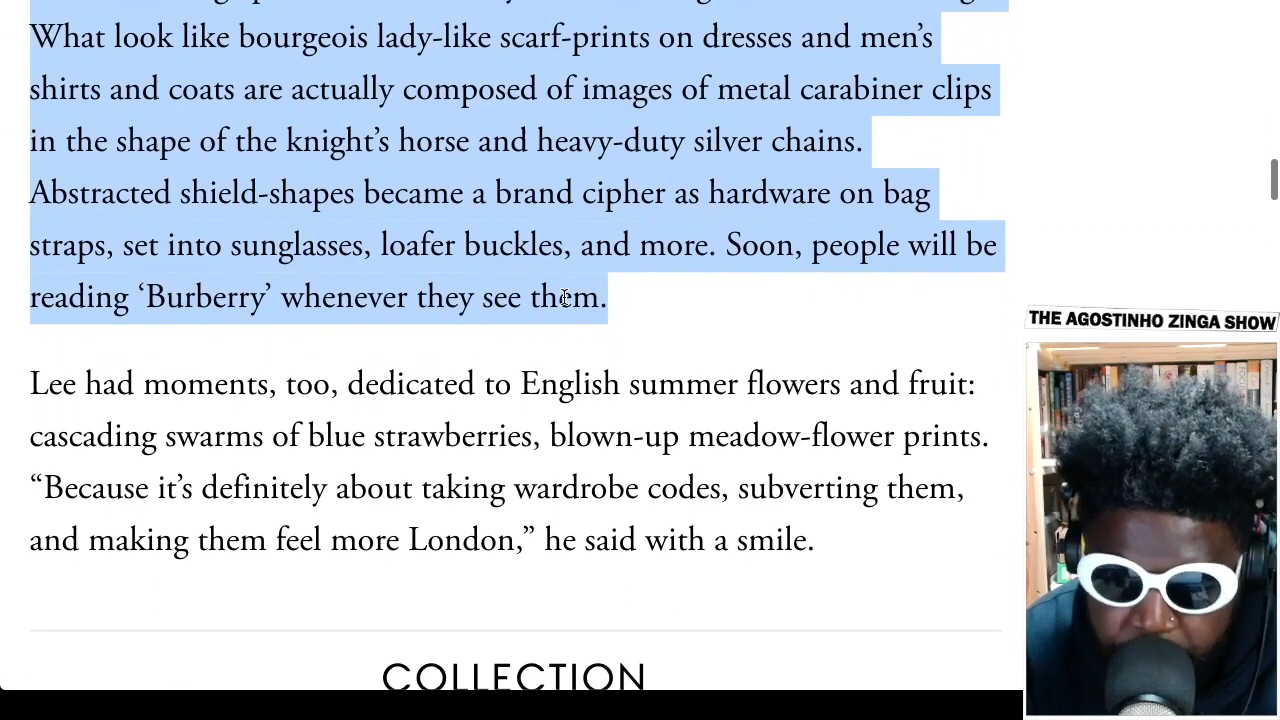 What look like bourgeois lady-like scarf-prints on dresses and men’s
shirts and coats are actually composed of images of metal carabiner clips
in the shape of the knight’s horse and heavy-duty silver chains.
Abstracted shield-shapes became a brand cipher as hardware on bag
straps, set into sunglasses, loafer buckles, and more. Soon, people will be
reading ‘Burberry’ whenever they see them.
Lee had moments, too, dedicated to English summer flowers and fruit:
cascading swarms of blue strawberries, blown-up meadow-flower prints.
“Because it’s definitely about taking wardrobe codes, subverting them,
and making them feel more London,” he said with a smile.
COLLECTION
THE AGOSTINHO ZINGA SHOW